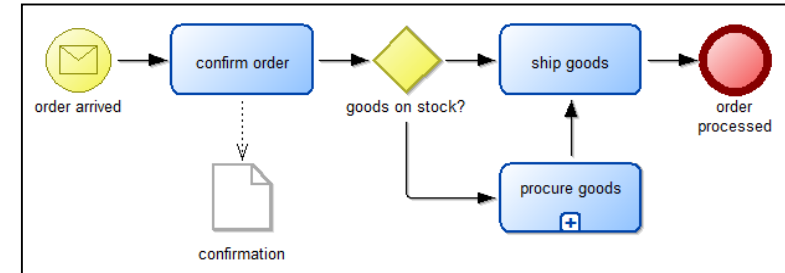 confirm order
ship goods
order arrived
goods on stock?
order
processed
procure goods
confirmation